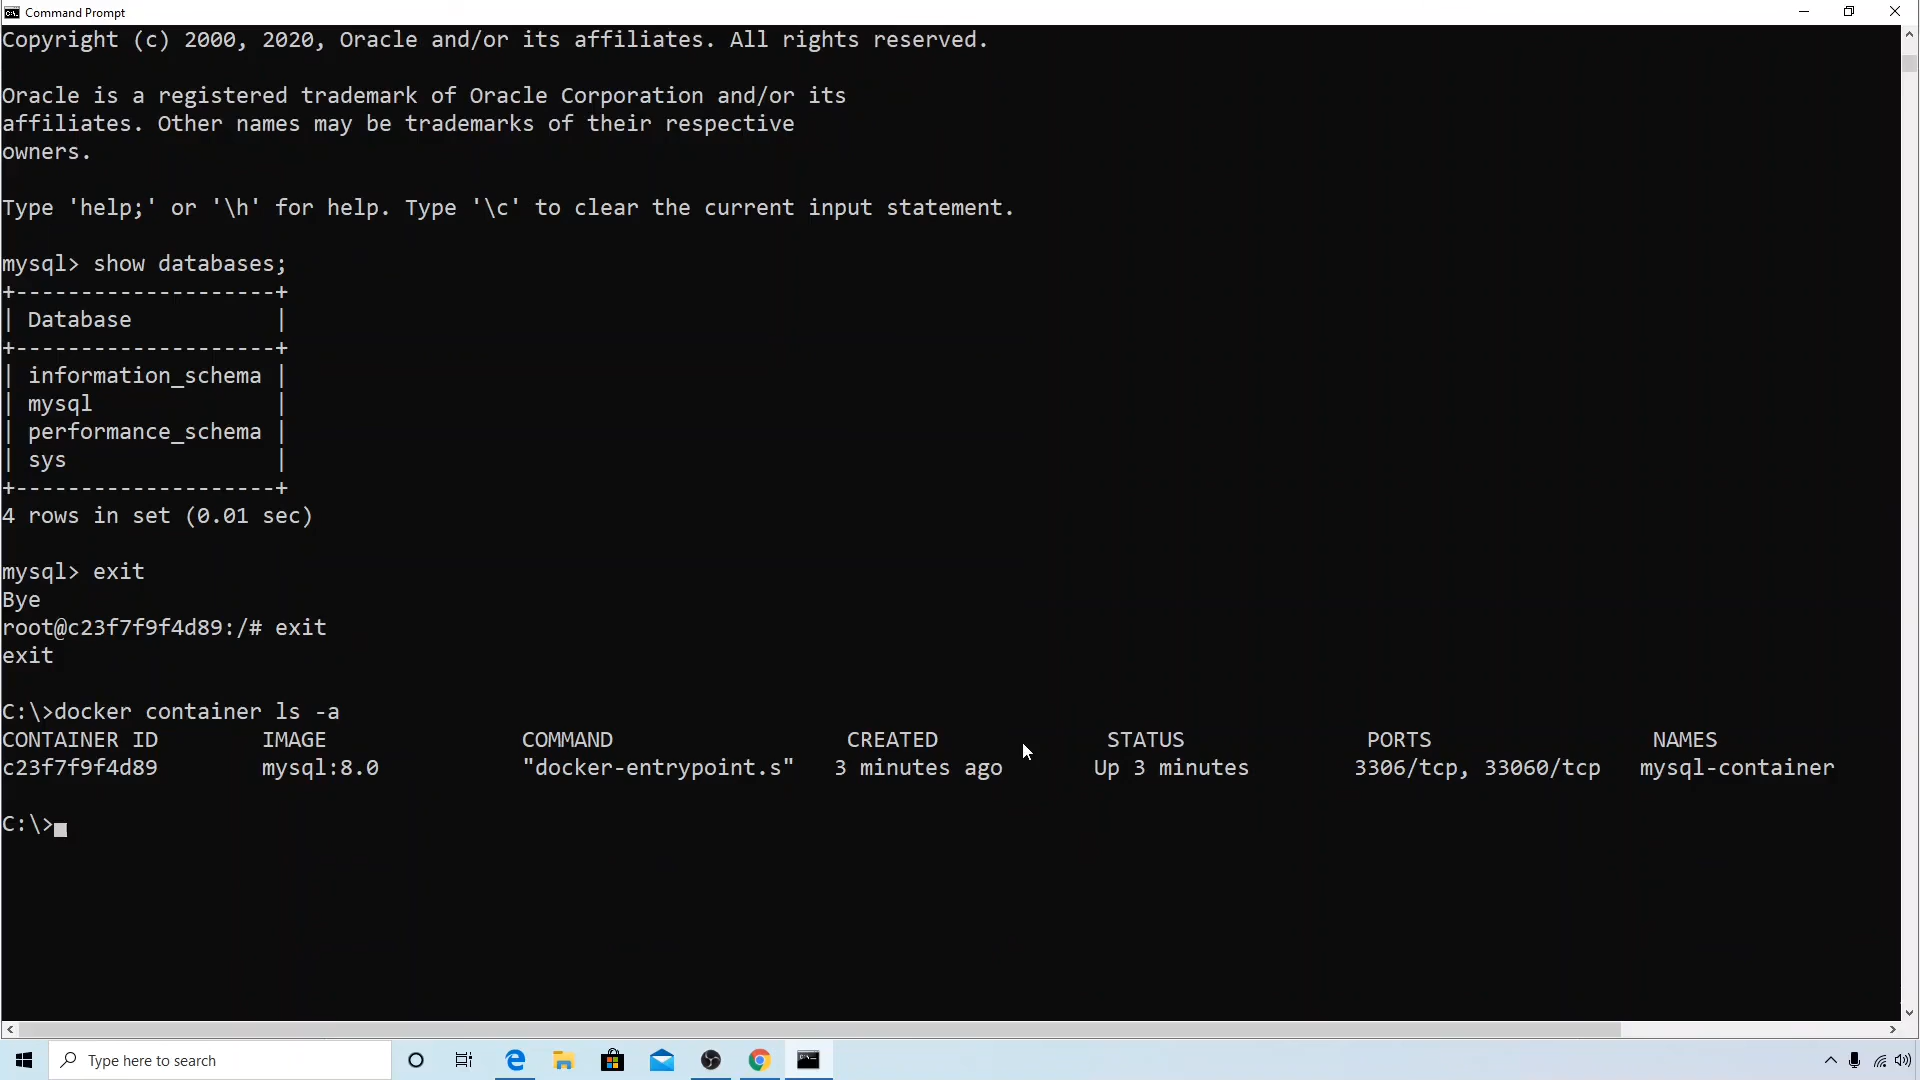 Command Prompt
Copyright (c) 2000, 2020, Oracle and/or its affiliates. All rights reserved.
Oracle is a registered trademark of Oracle Corporation and/or its
affiliates. Other names may be trademarks of their respective
owners.
Type 'help;' or '\h' for help. Type '\c' to clear the current input statement.
mysql> show databases;
+--------------------+
| Database           |
+--------------------+
| information_schema |
| mysql              |
| performance_schema |
| sys                |
+--------------------+
4 rows in set (0.01 sec)
mysql> exit
Bye
root@c23f7f9f4d89:/# exit
exit
C:\>docker container ls -a
CONTAINER ID        IMAGE               COMMAND                  CREATED             STATUS              PORTS                 NAMES
c23f7f9f4d89        mysql:8.0           "docker-entrypoint.s"   3 minutes ago       Up 3 minutes        3306/tcp, 33060/tcp   mysql-container
C:\>
Type here to search